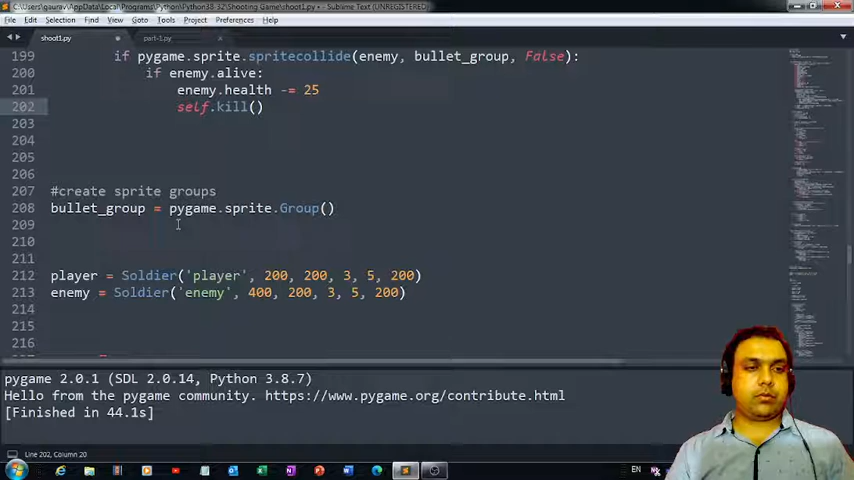 C:\Users\gaurav\AppData\Local\Programs\Python\Python38-32\Shooting Game\shoot1.py • - Sublime Text (UNREGISTERED)
File Edit Selection Find View Goto Tools Project Preferences Help
shoot1.py part-1.py
199 if pygame.sprite.spritecollide(enemy, bullet_group, False):
200 if enemy.alive:
201 enemy.health -= 25
202 self.kill()
203
204
205
206
207 #create sprite groups
208 bullet_group = pygame.sprite.Group()
209
210
211
212 player = Soldier('player', 200, 200, 3, 5, 200)
213 enemy = Soldier('enemy', 400, 200, 3, 5, 200)
214
215
216
pygame 2.0.1 (SDL 2.0.14, Python 3.8.7)
Hello from the pygame community. https://www.pygame.org/contribute.html
[Finished in 44.1s]
Line 202, Column 20
EN